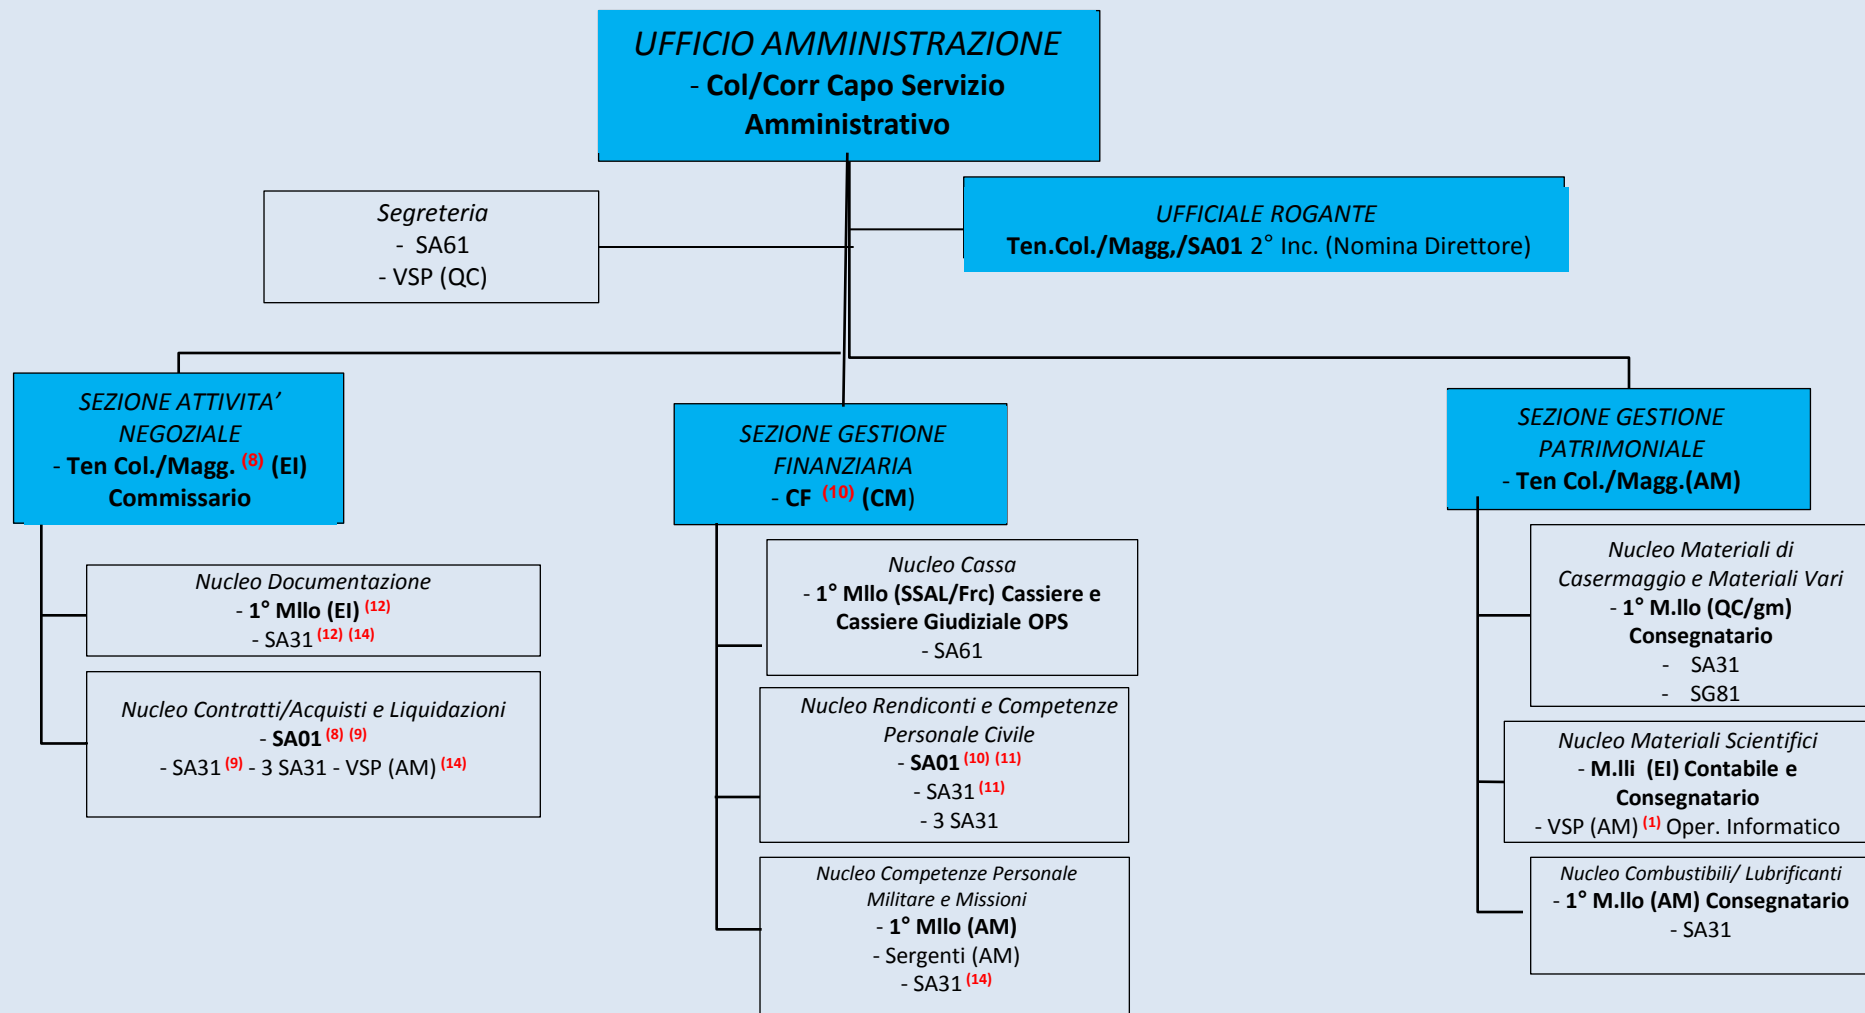 UFFICIO AMMINISTRAZIONE
- Col/Corr Capo Servizio
Amministrativo
Segreteria
- SA61
- VSP (QC)
UFFICIALE ROGANTE
Ten.Col./Magg,/SA01 2° Inc. (Nomina Direttore)
SEZIONE ATTIVITA’
NEGOZIALE
- Ten Col./Magg. (8) (EI)
Commissario
Nucleo Documentazione
- 1° Mllo (EI) (12)
- SA31 (12) (14)
Nucleo Contratti/Acquisti e Liquidazioni
- SA01 (8) (9)
- SA31 (9) - 3 SA31 - VSP (AM) (14)
SEZIONE GESTIONE
FINANZIARIA
- CF (10) (CM)
Nucleo Cassa
- 1° Mllo (SSAL/Frc) Cassiere e
Cassiere Giudiziale OPS
- SA61
Nucleo Rendiconti e Competenze
Personale Civile
- SA01 (10) (11)
- SA31 (11)
- 3 SA31
Nucleo Competenze Personale
Militare e Missioni
- 1° Mllo (AM)
- Sergenti (AM)
- SA31 (14)
SEZIONE GESTIONE
PATRIMONIALE
- Ten Col./Magg.(AM)
Nucleo Materiali di
Casermaggio e Materiali Vari
- 1° M.llo (QC/gm)
Consegnatario
- SA31
- SG81
Nucleo Materiali Scientifici
- M.lli (EI) Contabile e
Consegnatario
- VSP (AM) (1) Oper. Informatico
Nucleo Combustibili/ Lubrificanti
- 1° M.llo (AM) Consegnatario
- SA31